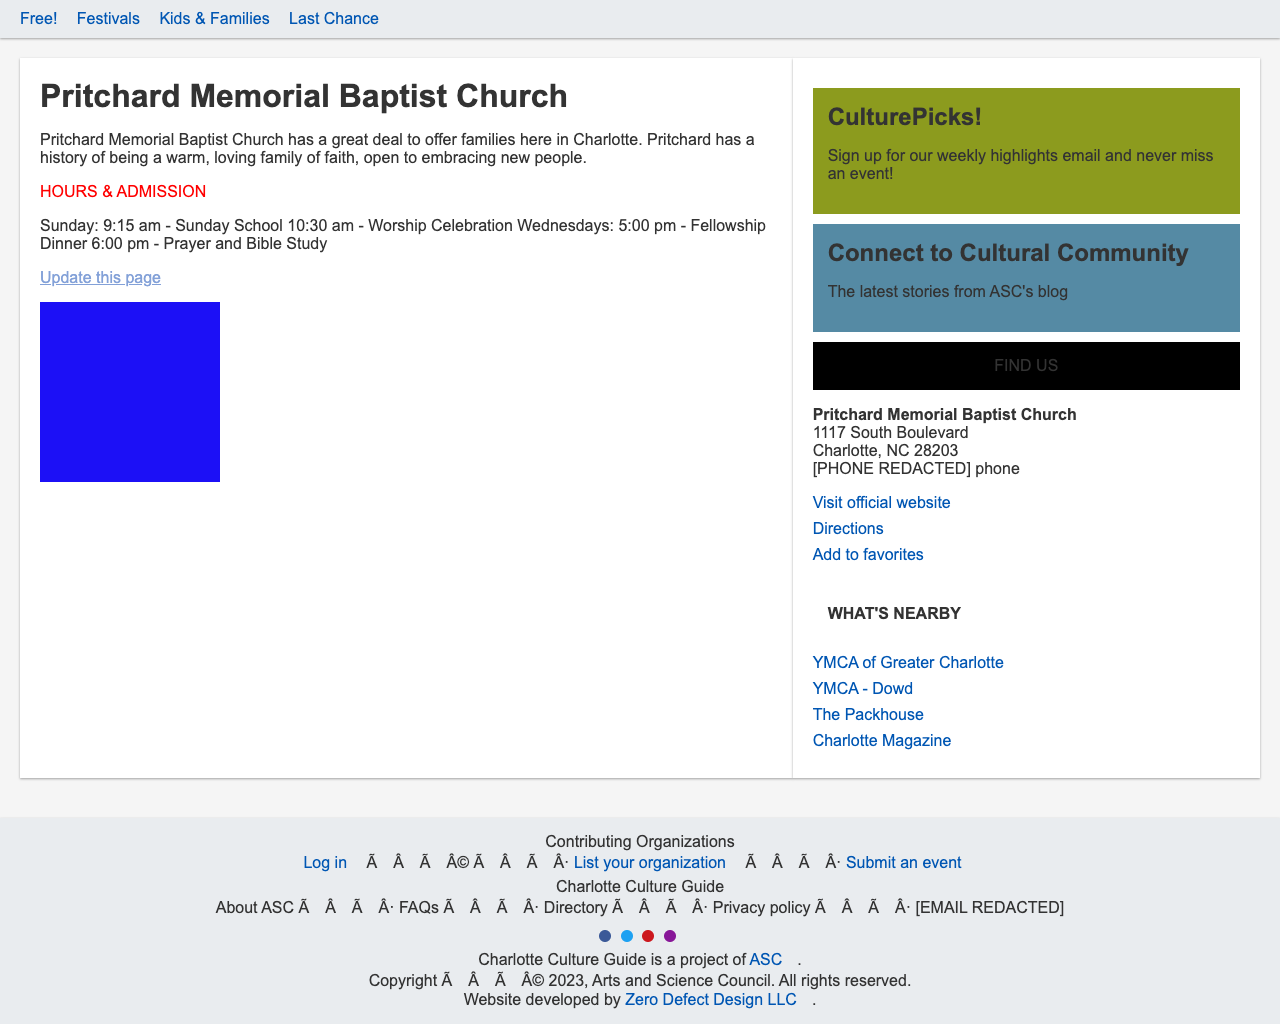 Free! Festivals Kids & Families Last Chance
Pritchard Memorial Baptist Church
Pritchard Memorial Baptist Church has a great deal to offer families here in Charlotte. Pritchard has a
history of being a warm, loving family of faith, open to embracing new people.
HOURS & ADMISSION
Sunday: 9:15 am - Sunday School 10:30 am - Worship Celebration Wednesdays: 5:00 pm - Fellowship
Dinner 6:00 pm - Prayer and Bible Study
Update this page
CulturePicks!
Sign up for our weekly highlights email and never miss
an event!
Connect to Cultural Community
The latest stories from ASC's blog
FIND US
Pritchard Memorial Baptist Church
1117 South Boulevard
Charlotte, NC 28203
[PHONE REDACTED] phone
Visit official website
Directions
Add to favorites
WHAT'S NEARBY
YMCA of Greater Charlotte
YMCA - Dowd
The Packhouse
Charlotte Magazine
Contributing Organizations
Log in Ã Â Ã Â© Ã Â Ã Â· List your organization Ã Â Ã Â· Submit an event
Charlotte Culture Guide
About ASC Ã Â Ã Â· FAQs Ã Â Ã Â· Directory Ã Â Ã Â· Privacy policy Ã Â Ã Â· [EMAIL REDACTED]
Charlotte Culture Guide is a project of ASC .
Copyright Ã Â Ã Â© 2023, Arts and Science Council. All rights reserved.
Website developed by Zero Defect Design LLC .